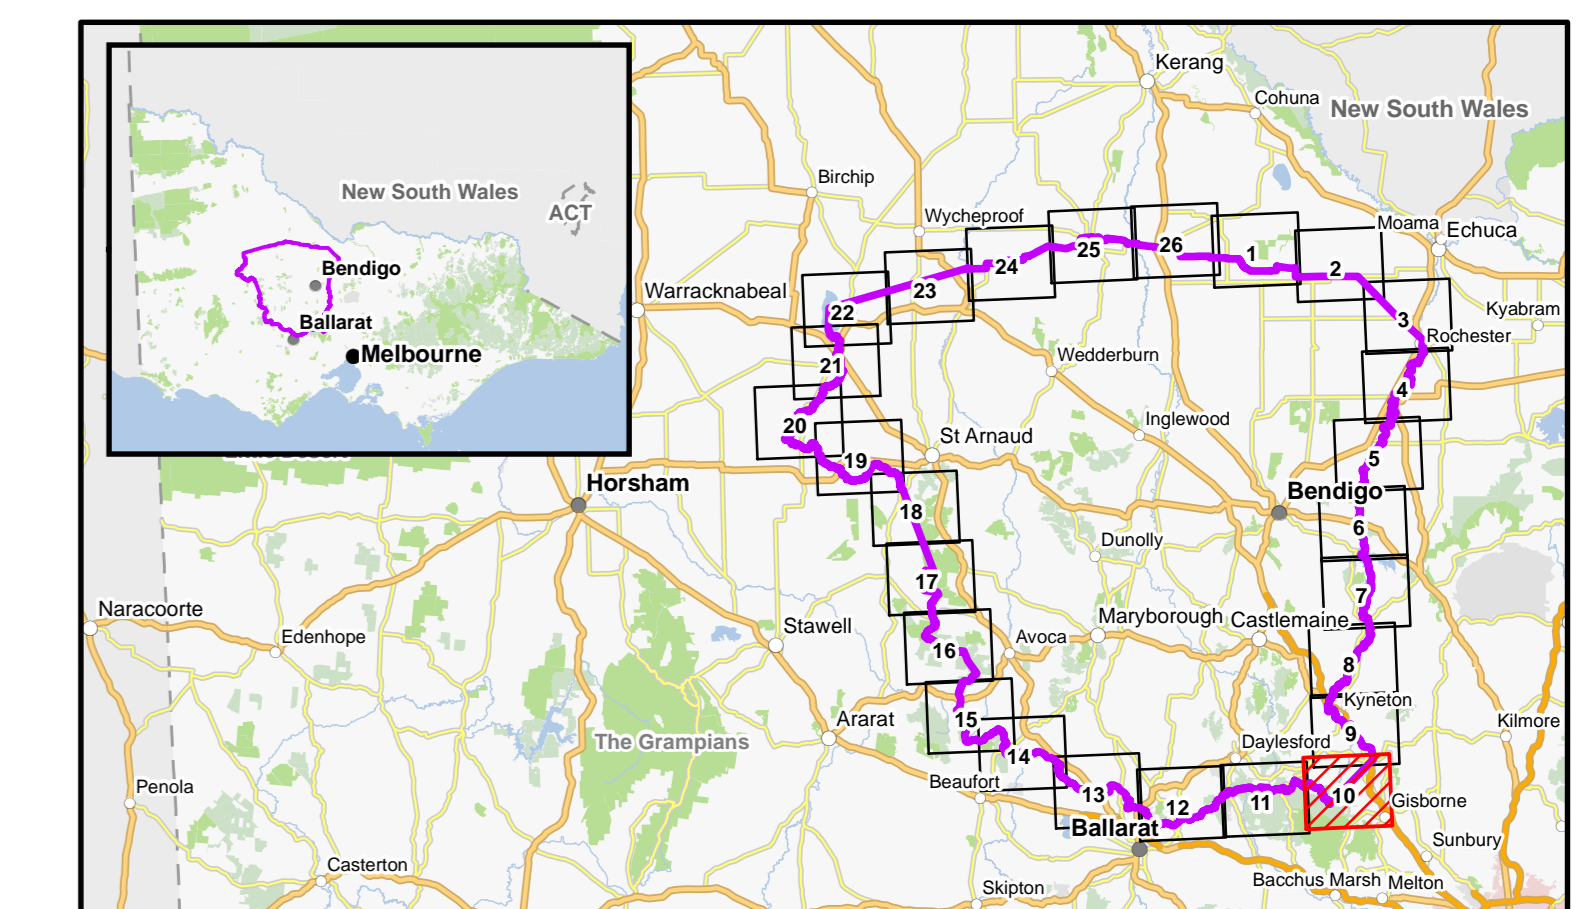 Kerang
Cohuna
New South Wales
Birchip
New South Wales
ACT
Wycheproof
Moama
Echuca
25
26
1
2
24
23
Bendigo
Warracknabeal
22
3
Kyabram
Ballarat
Rochester
Melbourne
Wedderburn
21
4
Inglewood
20
St Arnaud
19
5
Horsham
Bendigo
18
6
Dunolly
17
7
Naracoorte
Maryborough
Castlemaine
Edenhope
Stawell
Avoca
16
8
Kyneton
Ararat
15
Kilmore
The Grampians
9
Daylesford
14
Beaufort
Penola
13
10
12
11
Gisborne
Ballarat
Sunbury
Casterton
Bacchus Marsh
Melton
Skipton